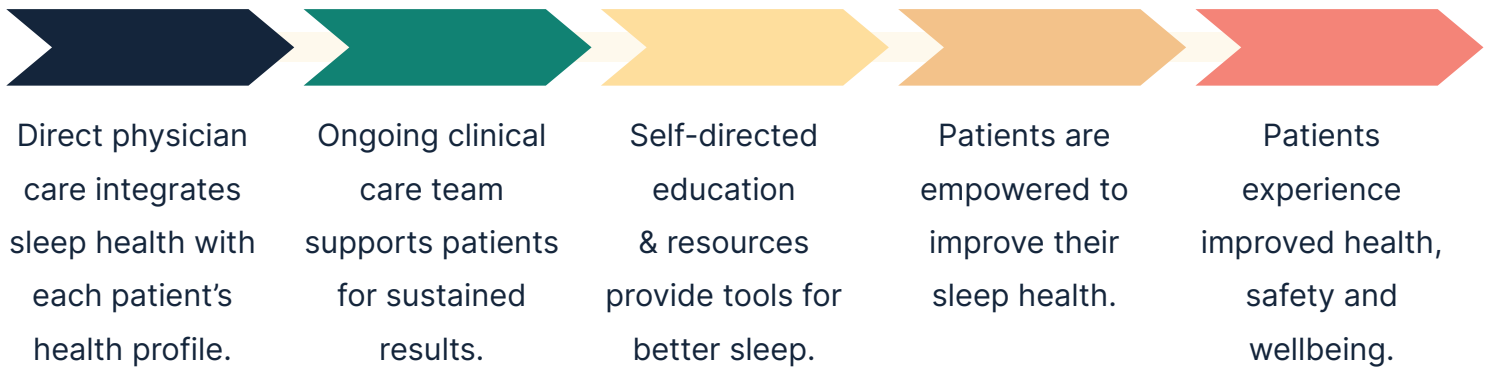 Direct physician
care integrates
sleep health with
each patient’s
health profile.
Ongoing clinical
care team
supports patients
for sustained
results.
Self-directed
education
& resources
provide tools for
better sleep.
Patients are
empowered to
improve their
sleep health.
Patients
experience
improved health,
safety and
wellbeing.